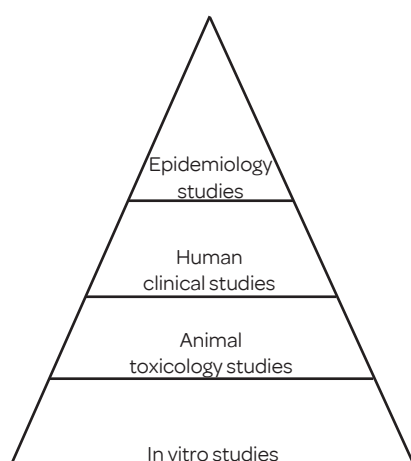 Epidemiology
studies
Human
clinical studies
Animal
toxicology studies
In vitro studies